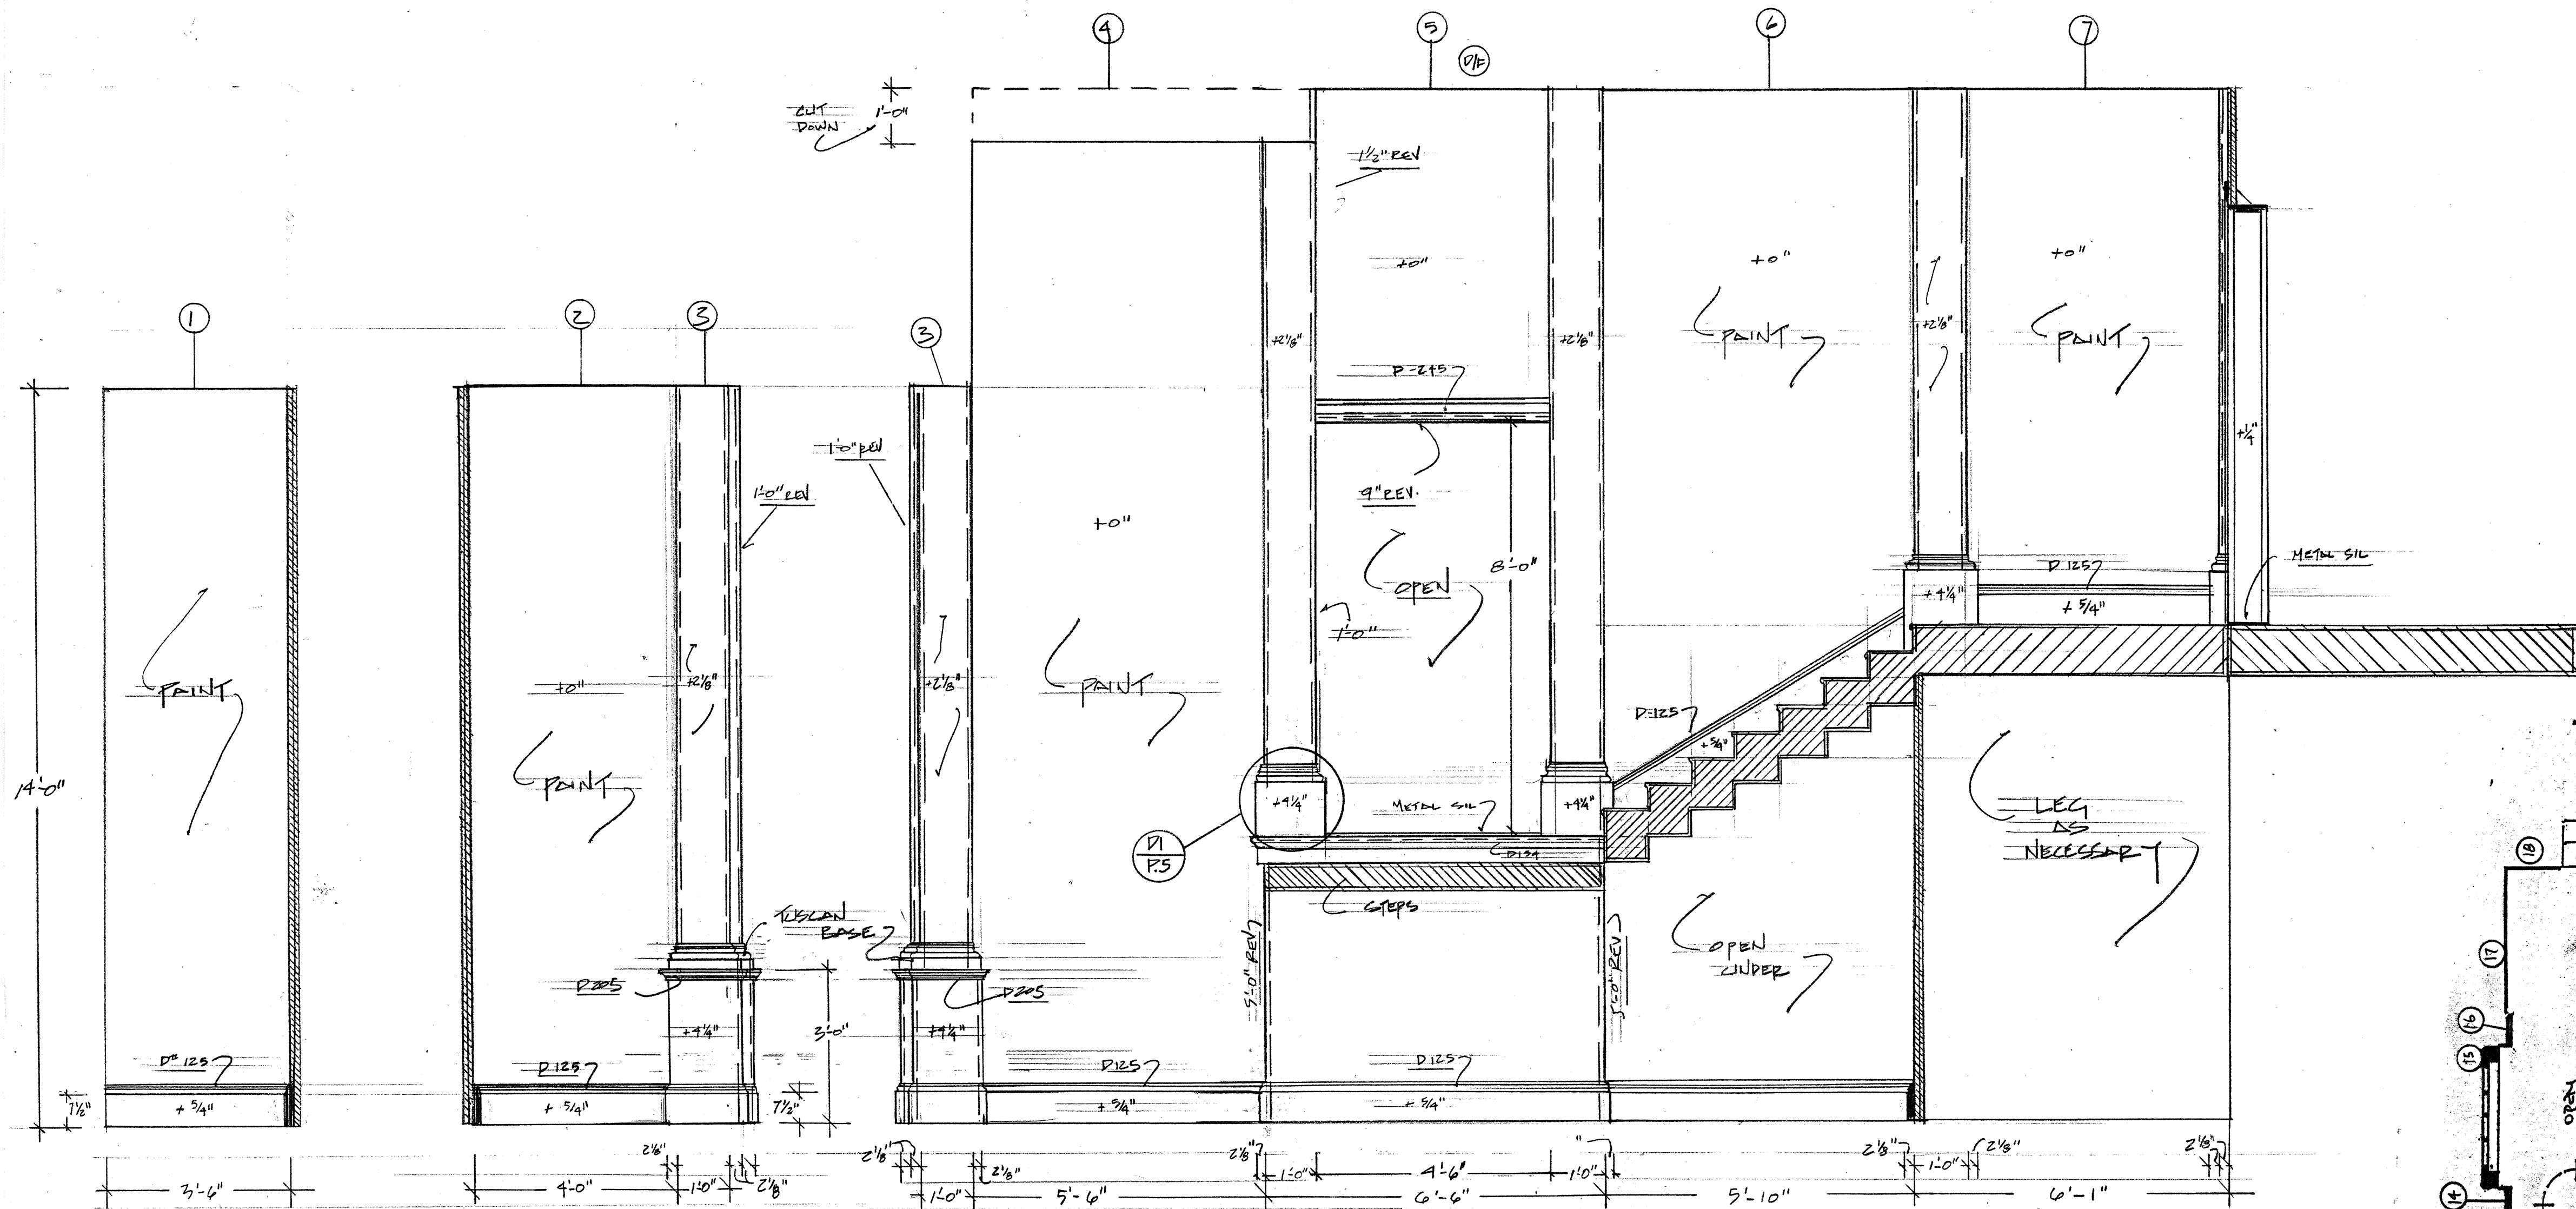 4
5
D/F
6
7
CUT
DOWN
1'-0"
1½" REV
+0"
+0"
+0"
1
2
3
3
+2⅛"
+2⅛"
+2⅛"
PAINT
PAINT
D-245
1'-0" REV
1'-0" REV
9" REV.
+¼"
+0"
OPEN
8'-0"
METAL SIL
D 125
+4¼"
+5/4"
1'-0"
PAINT
+0"
+2⅛"
+2⅛"
PAINT
PAINT
D-125
+5/4"
14'-0"
+4¼"
METAL SIL
+4¼"
LEG
AS
NECESSARY
D1
P.5
D134
STEPS
TUSCAN
BASE
5'-0" REV
5'-0" REV
OPEN
UNDER
D205
D205
+4¼"
3'-0"
+4¼"
18
17
16
15
14
OPEN
D# 125
D 125
D125
D125
7½"
+5/4"
+5/4"
7½"
+5/4"
+5/4"
2⅛"
2⅛"
2⅛"
2⅛"
2⅛"
"
2⅛"
2⅛"
2⅛"
3'-6"
4'-0"
1'-0"
1'-0"
5'-6"
1'-0"
4'-6"
1'-0"
6'-6"
5'-10"
1'-0"
6'-1"